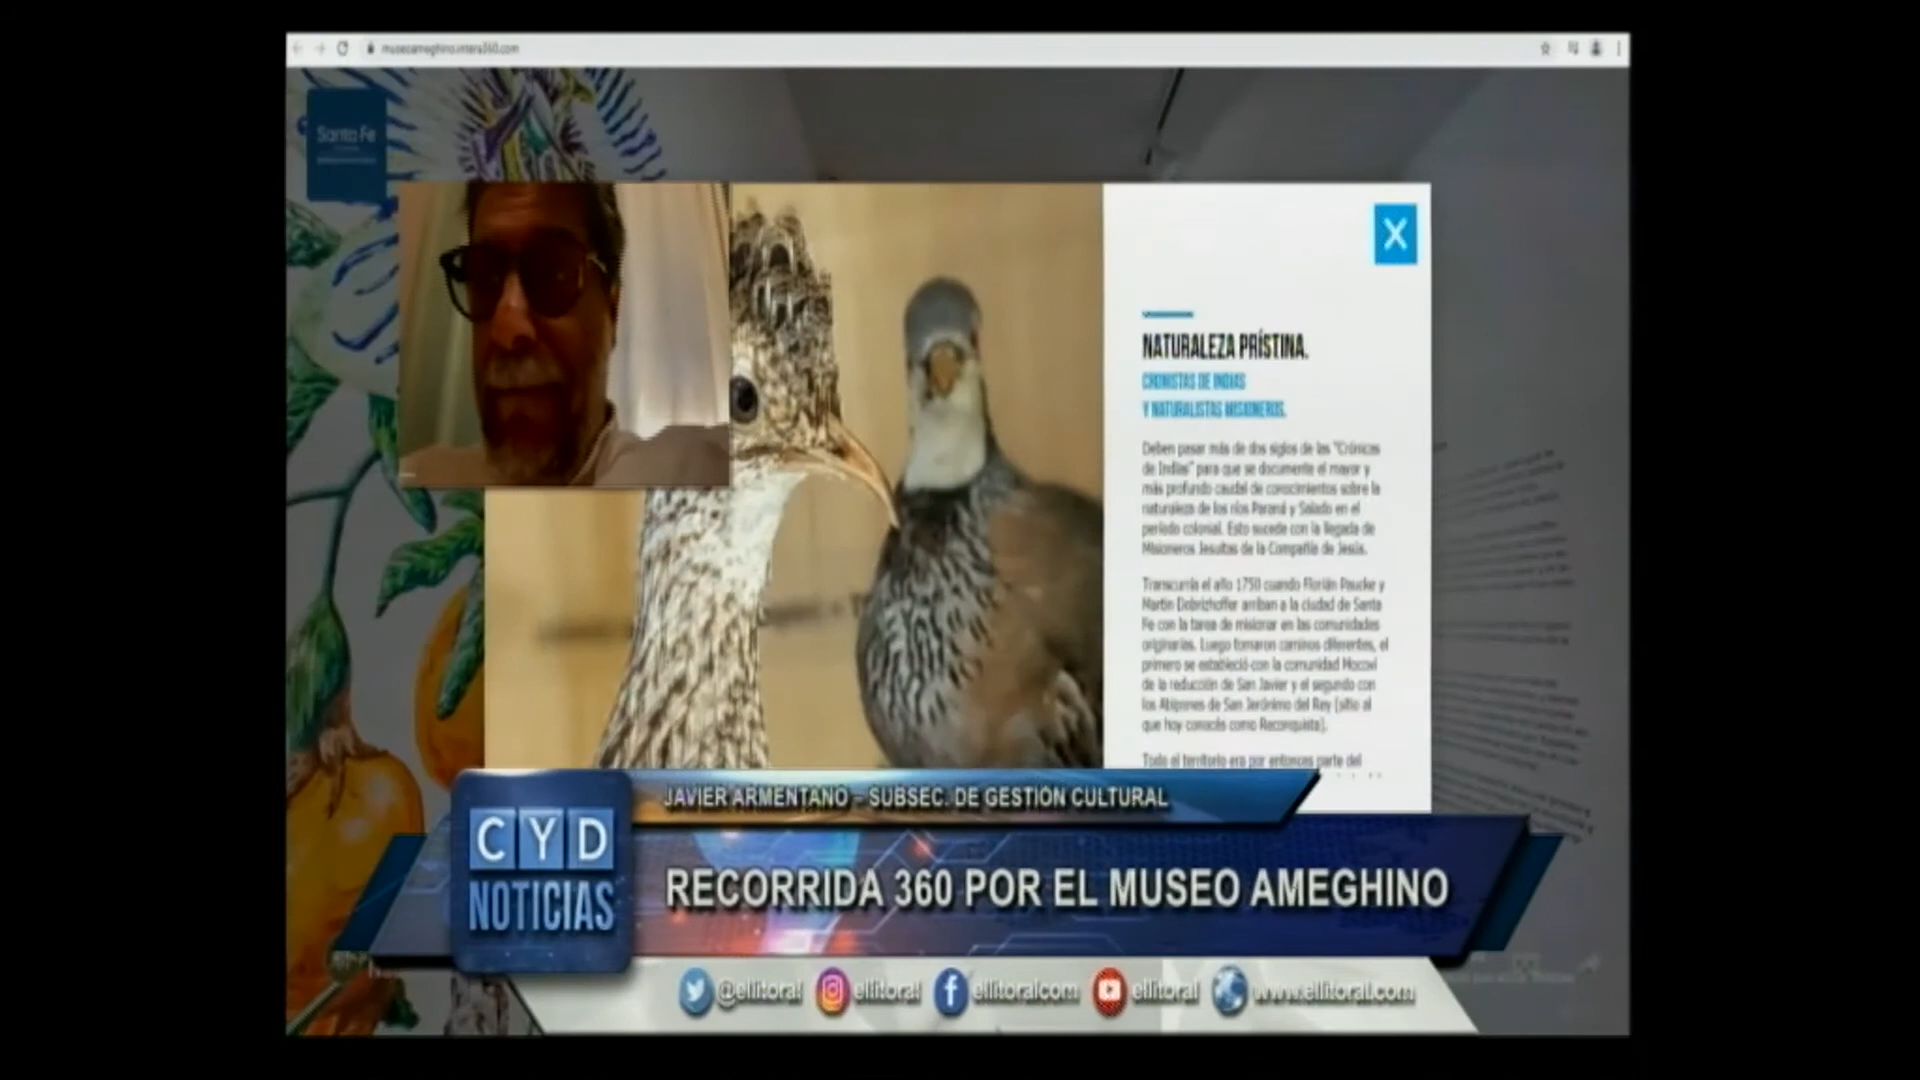 museoameghino.intera360.com
Santa Fe
X
NATURALEZA PRÍSTINA.
CRONISTAS DE INDIAS
Y NATURALISTAS MISIONEROS.
Deben pasar más de dos siglos de las "Crónicas
de Indias" para que se documente el mayor y
más profundo caudal de conocimientos sobre la
naturaleza de los ríos Paraná y Salado en el
período colonial. Esto sucede con la llegada de
Misioneros Jesuitas de la Compañía de Jesús.
Transcurría el año 1750 cuando Florián Paucke y
Martín Dobrizhoffer arriban a la ciudad de Santa
Fe con la tarea de misionar en las comunidades
originarias. Luego tomaron caminos diferentes, el
primero se estableció con la comunidad Mocoví
de la reducción de San Javier y el segundo con
los Abipones de San Jerónimo del Rey (sitio al
que hoy conocés como Reconquista).
Todo el territorio era por entonces parte del
JAVIER ARMENTANO - SUBSEC. DE GESTIÓN CULTURAL
CYD
NOTICIAS
RECORRIDA 360 POR EL MUSEO AMEGHINO
@ellitoral ellitoral ellitoralcom ellitoral www.ellitoral.com